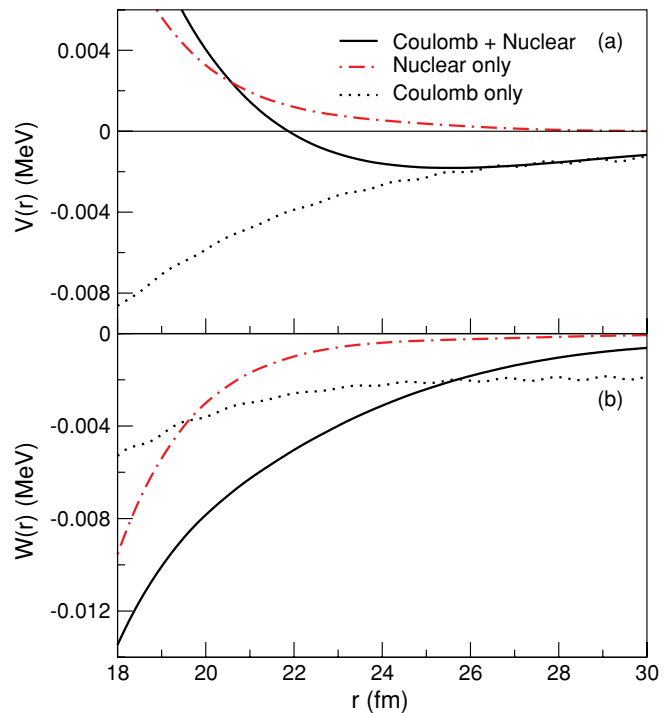 Coulomb + Nuclear (a)
Nuclear only
Coulomb only
0.004
0
-0.004
-0.008
V(r) (MeV)
0
-0.004
-0.008
-0.012
W(r) (MeV)
(b)
18 20 22 24 26 28 30
r (fm)